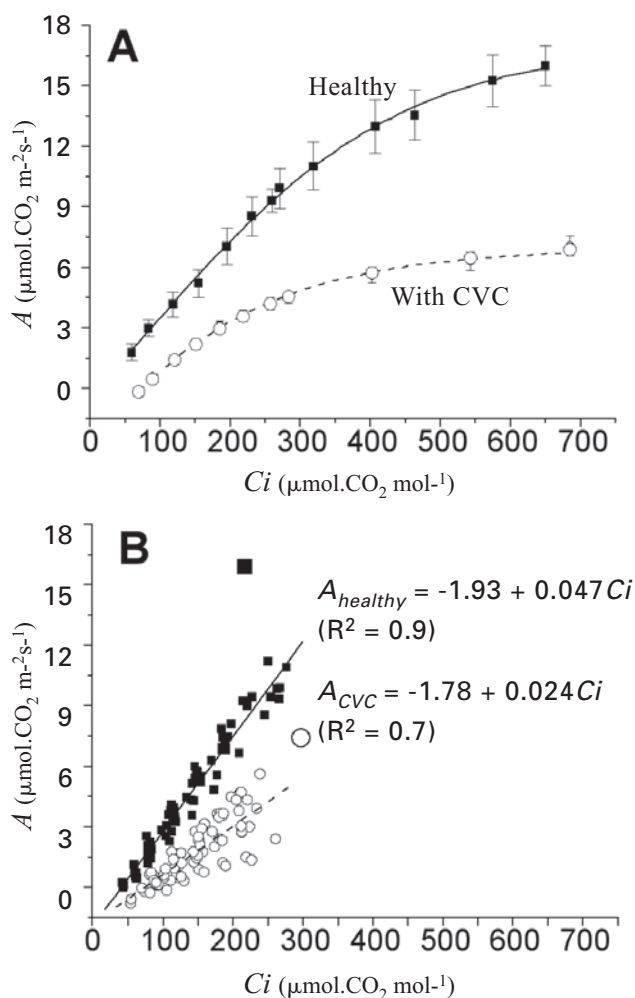 A
18
15
12
9
6
3
0
A (μmol.CO₂ m-²s-¹)
Healthy
With CVC
0 100 200 300 400 500 600 700
Ci (μmol.CO₂ mol-¹)
B
18
15
12
9
6
3
0
A (μmol.CO₂ m-²s-¹)
A_healthy = -1.93 + 0.047Ci
(R² = 0.9)
A_CVC = -1.78 + 0.024Ci
(R² = 0.7)
0 100 200 300 400 500 600 700
Ci (μmol.CO₂ mol-¹)